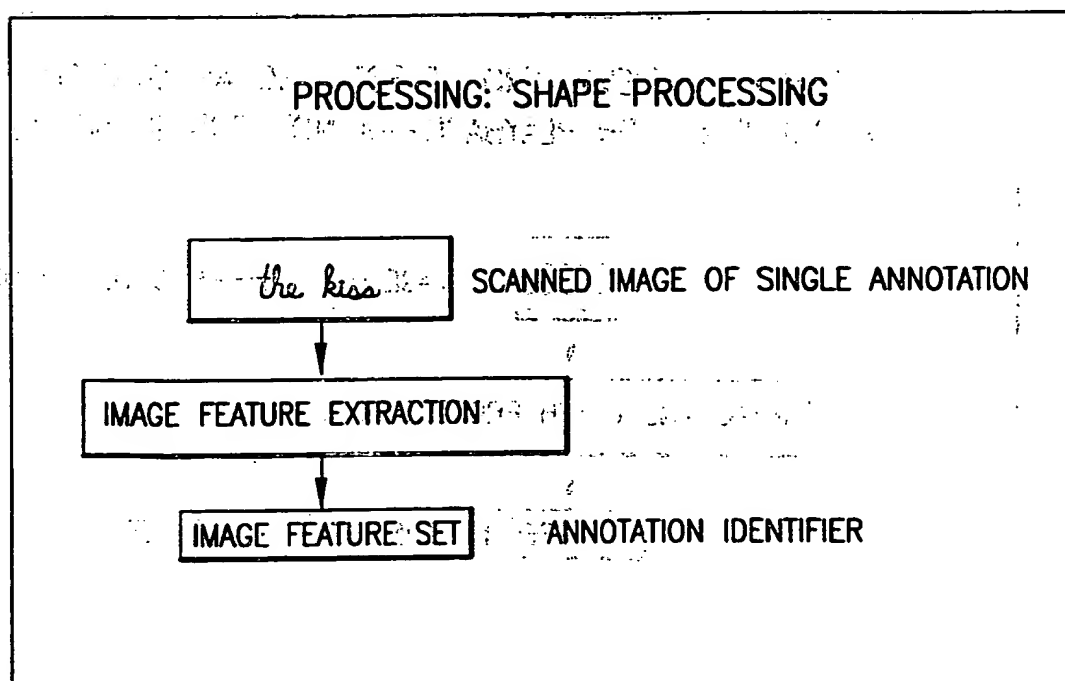 PROCESSING: SHAPE PROCESSING
the kiss SCANNED IMAGE OF SINGLE ANNOTATION
IMAGE FEATURE EXTRACTION
IMAGE FEATURE SET ANNOTATION IDENTIFIER